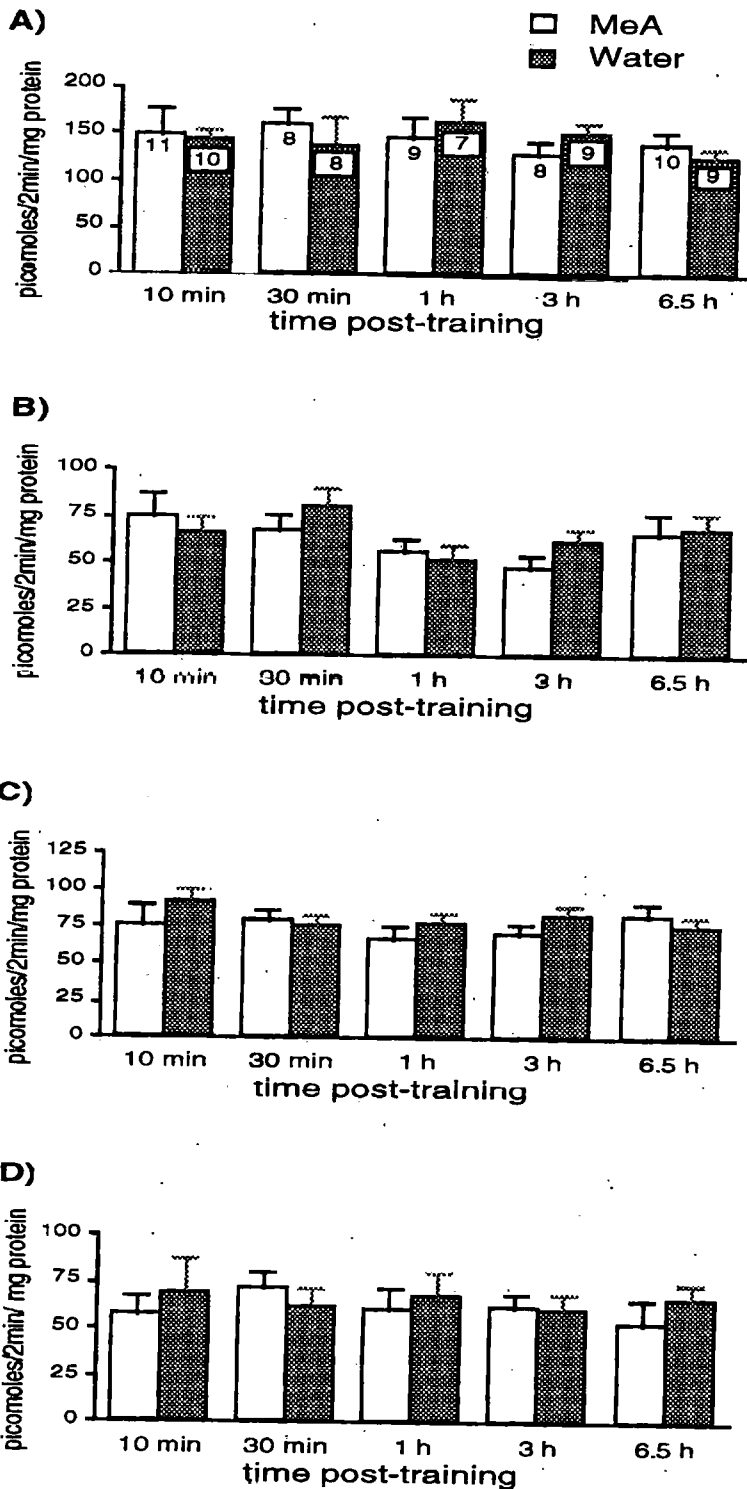 A)
MeA
Water
picomoles/2min/mg protein
200
150
100
50
0
11
10
8
8
9
7
8
9
10
9
10 min
30 min
1 h
3 h
6.5 h
time post-training
B)
picomoles/2min/mg protein
100
75
50
25
0
10 min
30 min
1 h
3 h
6.5 h
time post-training
C)
picomoles/2min/mg protein
125
100
75
50
25
0
10 min
30 min
1 h
3 h
6.5 h
time post-training
D)
picomoles/2min/ mg protein
100
75
50
25
0
10 min
30 min
1 h
3 h
6.5 h
time post-training